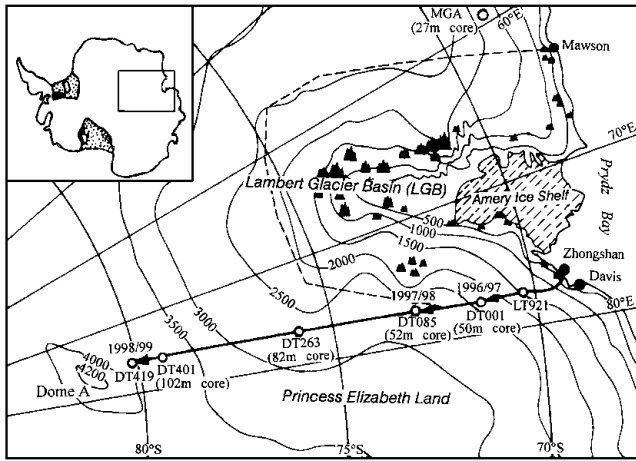 MGA
(27m core)
60°E
Mawson
70°E
Prydz
Bay
Lambert Glacier Basin (LGB)
Amery Ice Shelf
500
1000
1500
2000
2500
3000
3500
4000
4200
Zhongshan
Davis
80°E
1996/97
1997/98
LT921
DT001
(50m core)
DT085
(52m core)
DT263
(82m core)
1998/99
DT401
(102m core)
DT419
Dome A
Princess Elizabeth Land
80°S
75°S
70°S